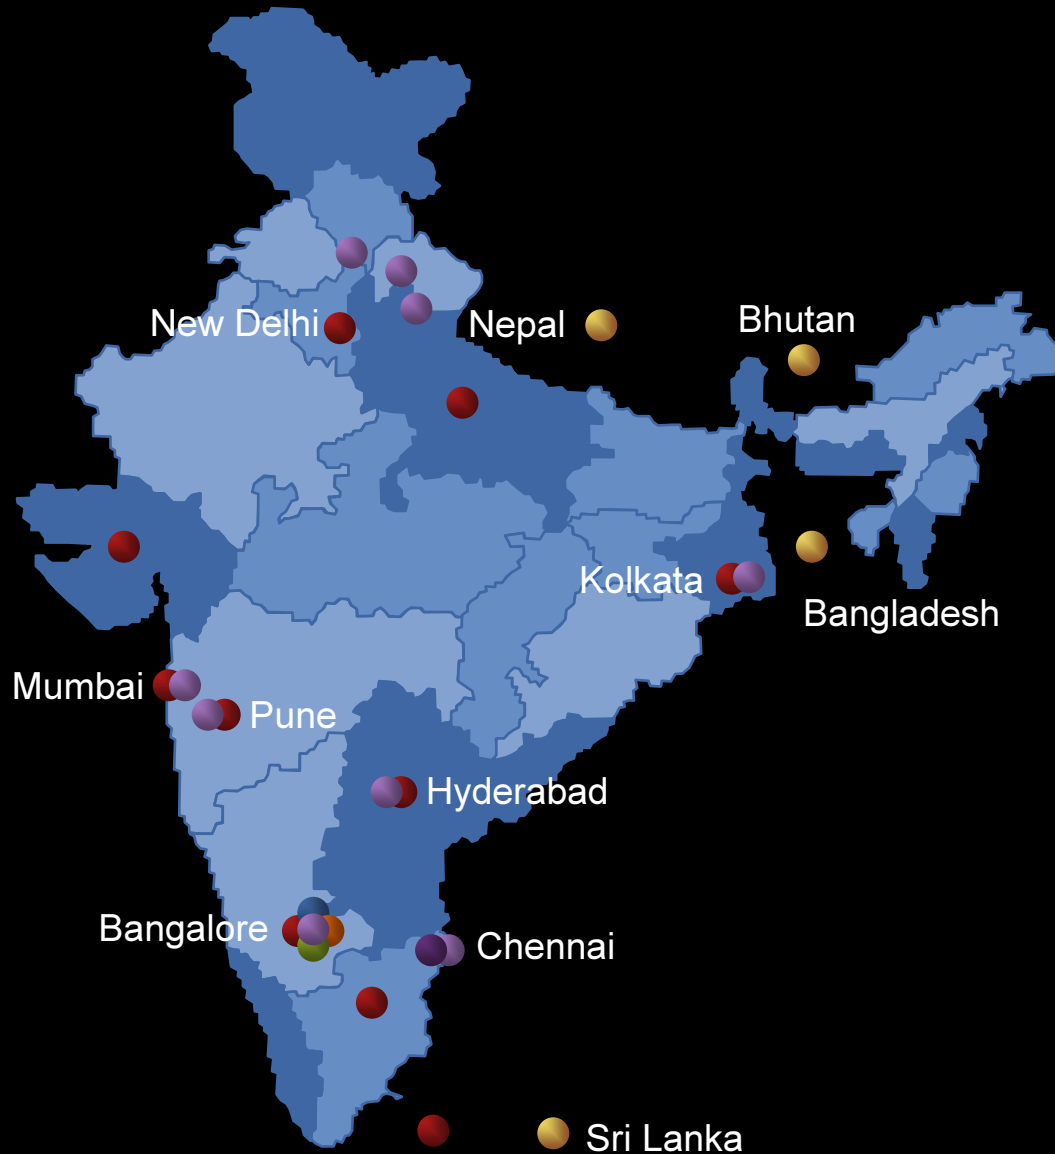 New Delhi
Nepal
Bhutan
Kolkata
Bangladesh
Mumbai
Pune
Hyderabad
Bangalore
Chennai
Sri Lanka